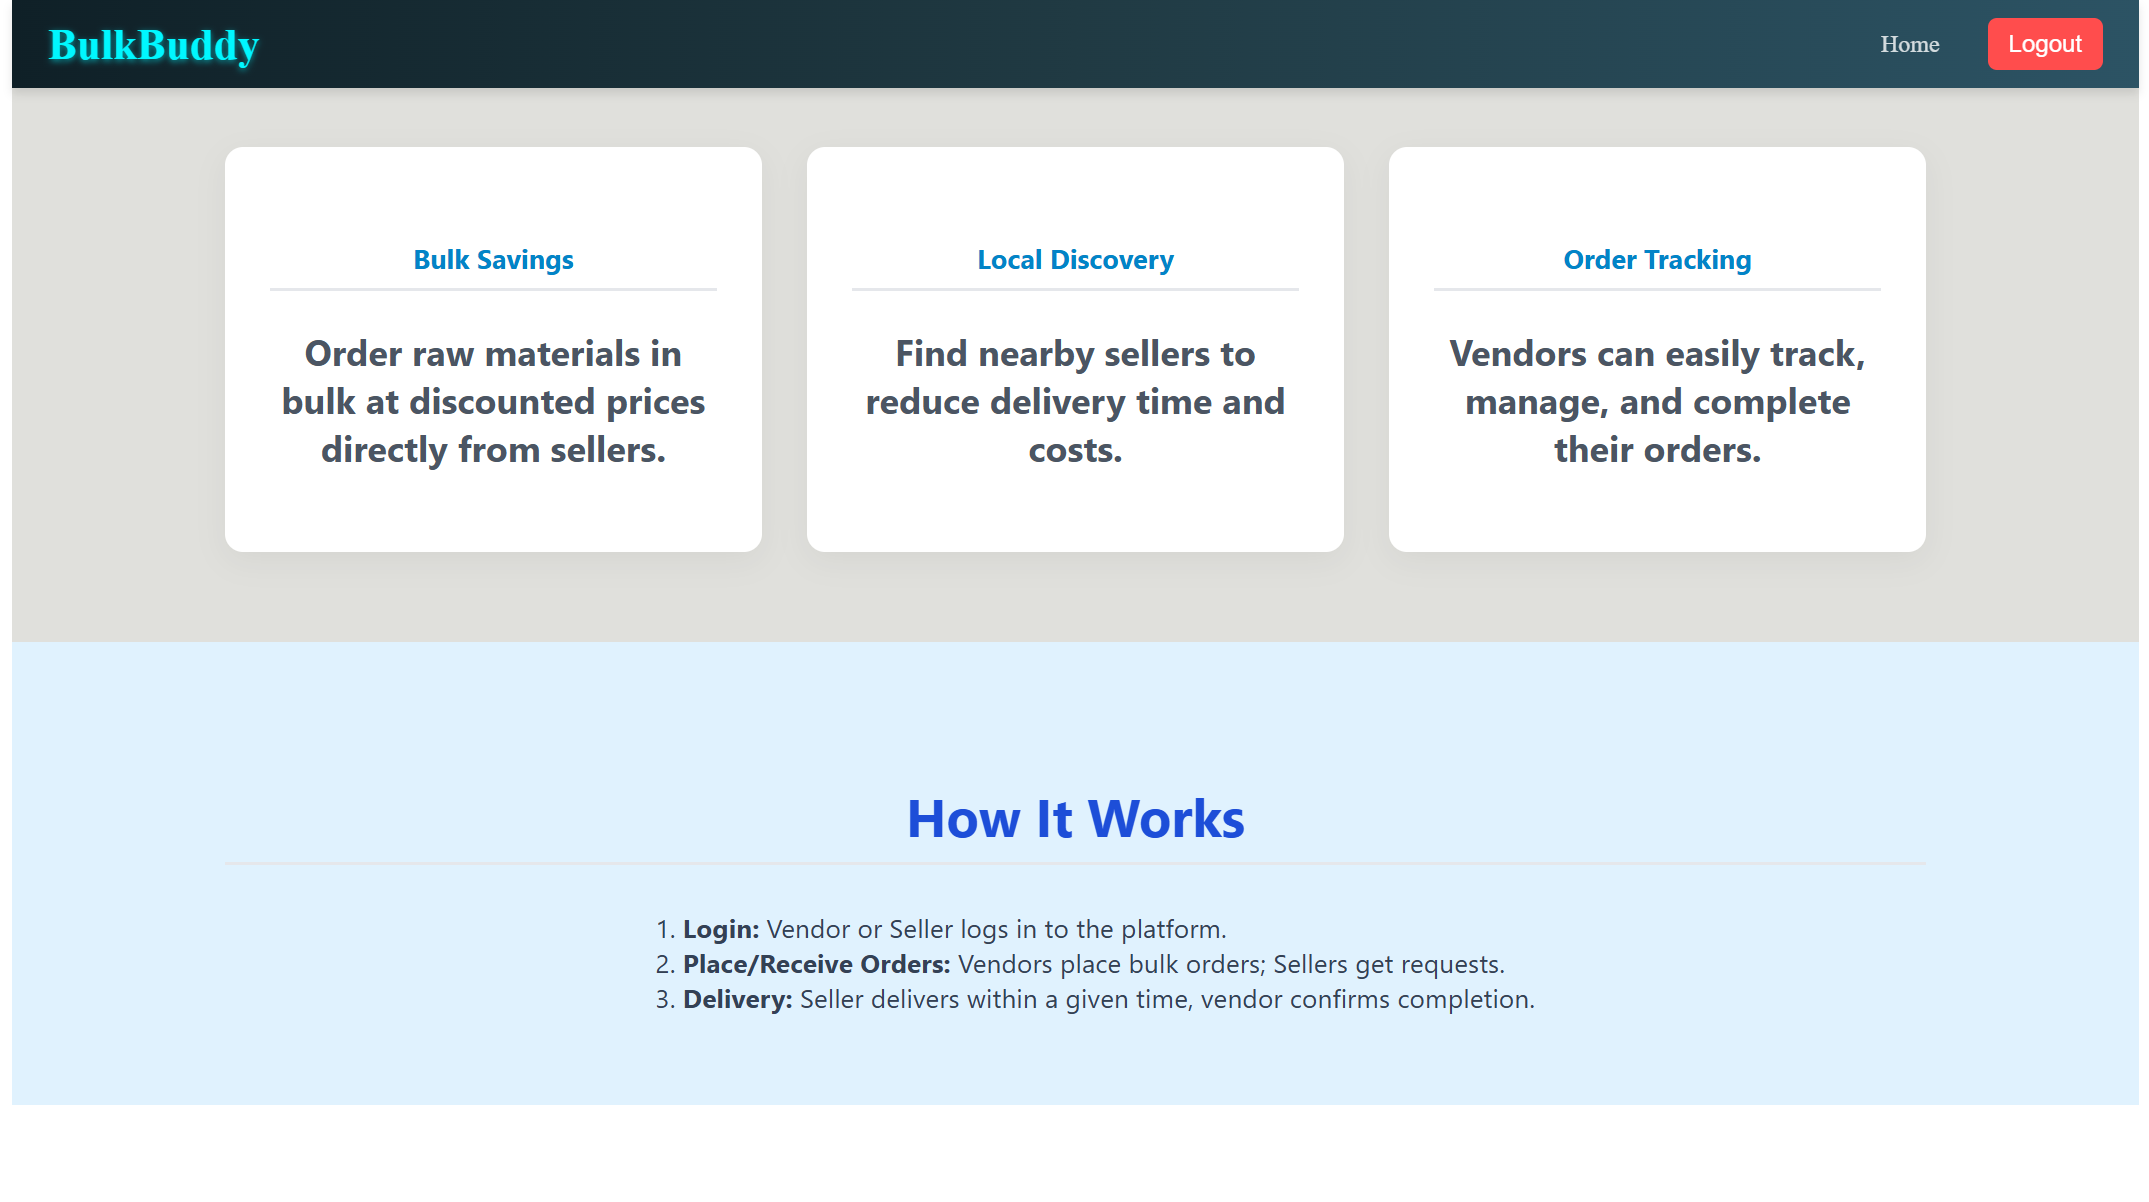 BulkBuddy
Home
Logout
Bulk Savings
Order raw materials in
bulk at discounted prices
directly from sellers.
Local Discovery
Find nearby sellers to
reduce delivery time and
costs.
Order Tracking
Vendors can easily track,
manage, and complete
their orders.
How It Works
1. Login: Vendor or Seller logs in to the platform.
2. Place/Receive Orders: Vendors place bulk orders; Sellers get requests.
3. Delivery: Seller delivers within a given time, vendor confirms completion.